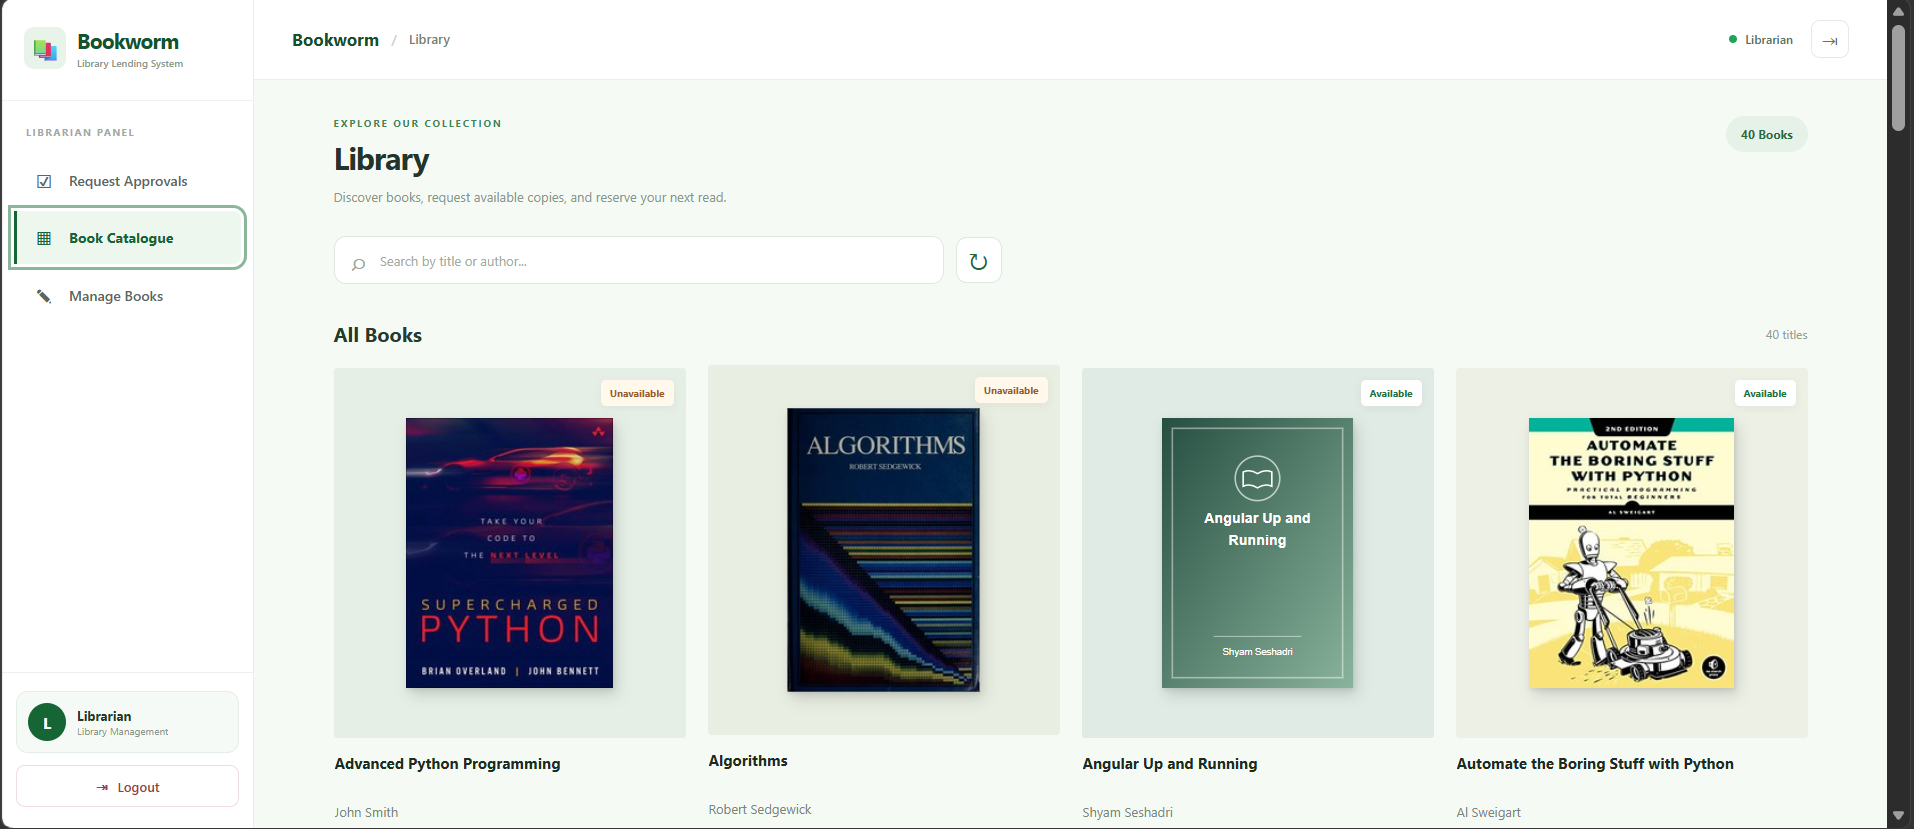 Bookworm
Library Lending System
LIBRARIAN PANEL
Request Approvals
Book Catalogue
Manage Books
L
Librarian
Library Management
Logout
Bookworm / Library
Librarian
EXPLORE OUR COLLECTION
Library
Discover books, request available copies, and reserve your next read.
40 Books
Search by title or author...
All Books
40 titles
Unavailable
TAKE YOUR
CODE TO
THE NEXT LEVEL
SUPERCHARGED
PYTHON
BRIAN OVERLAND | JOHN BENNETT
Advanced Python Programming
John Smith
Unavailable
ALGORITHMS
ROBERT SEDGEWICK
Algorithms
Robert Sedgewick
Available
Angular Up and
Running
Shyam Seshadri
Angular Up and Running
Shyam Seshadri
Available
2ND EDITION
AUTOMATE
THE BORING STUFF
WITH PYTHON
PRACTICAL PROGRAMMING
FOR TOTAL BEGINNERS
AL SWEIGART
Automate the Boring Stuff with Python
Al Sweigart